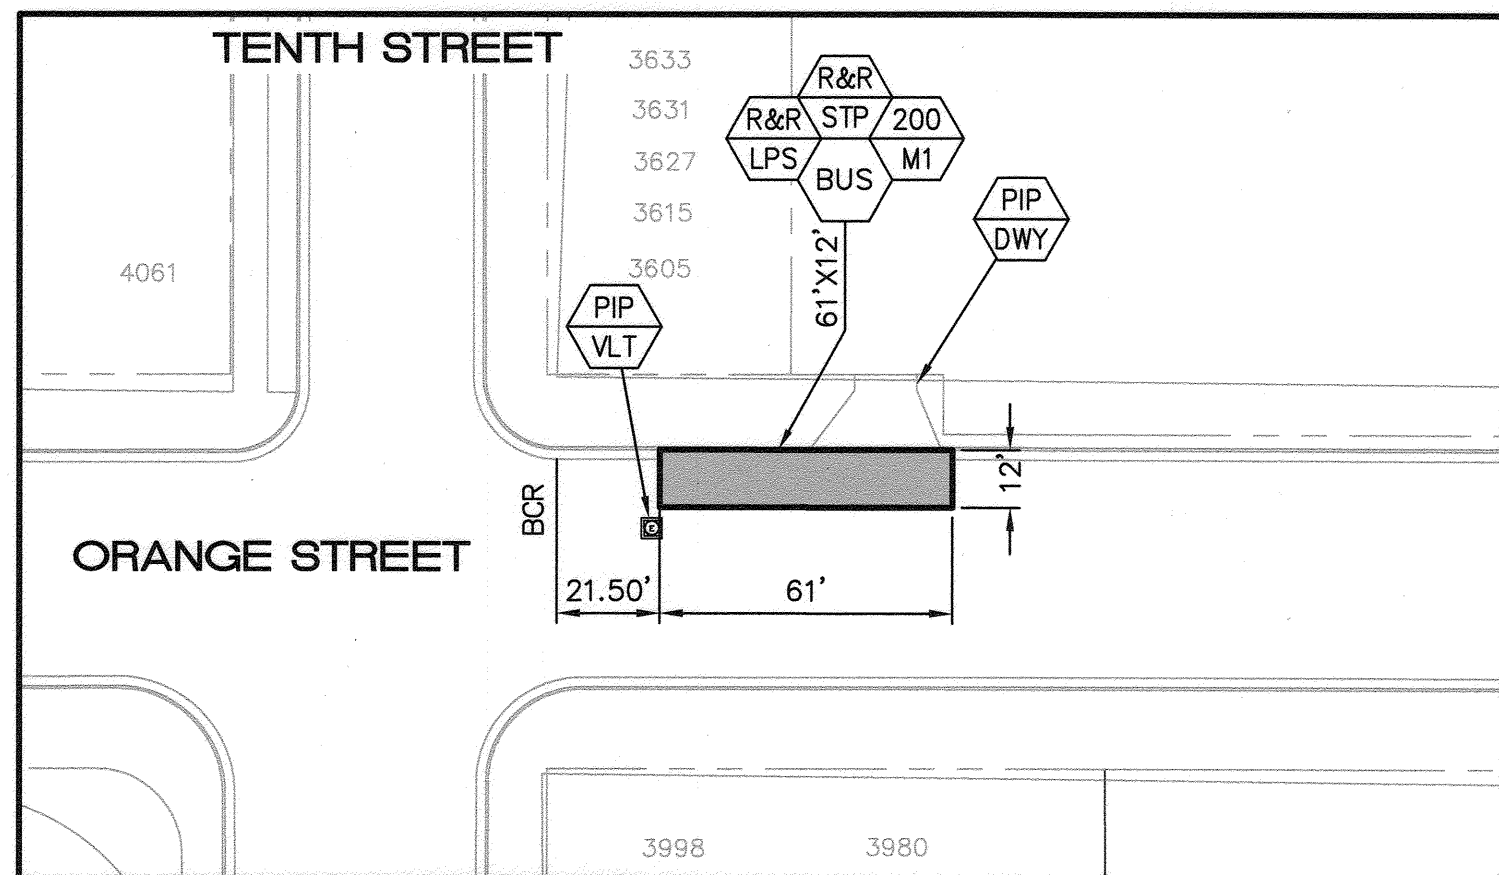 TENTH STREET
3633
3631
3627
3615
3605
4061
R&R
STP
R&R
LPS
200
M1
BUS
61'X12'
PIP
DWY
PIP
VLT
12'
BCR
E
ORANGE STREET
21.50'
61'
3998
3980